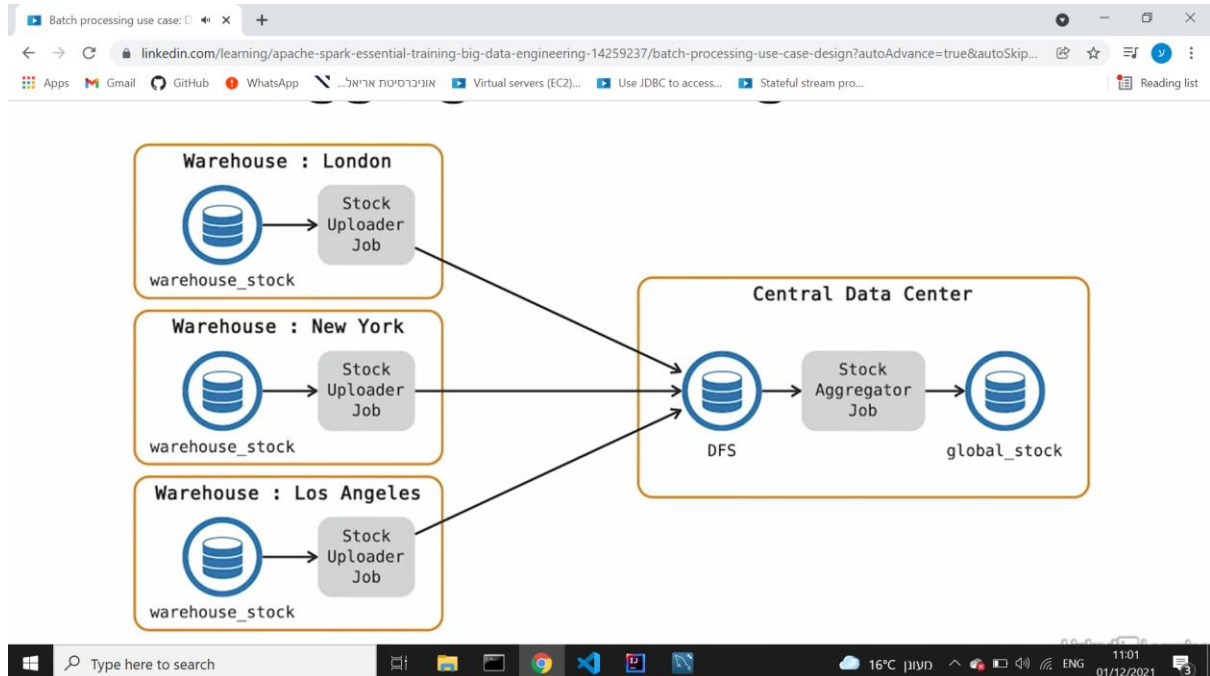 Batch processing use case: D
linkedin.com/learning/apache-spark-essential-training-big-data-engineering-14259237/batch-processing-use-case-design?autoAdvance=true&autoSkip...
Apps Gmail GitHub WhatsApp אוניברסיטת אריאל... Virtual servers (EC2)... Use JDBC to access... Stateful stream pro... Reading list
Warehouse : London
Stock
Uploader
Job
warehouse_stock
Warehouse : New York
Stock
Uploader
Job
warehouse_stock
Warehouse : Los Angeles
Stock
Uploader
Job
warehouse_stock
Central Data Center
DFS
Stock
Aggregator
Job
global_stock
Type here to search
16°C מעונן
ENG
11:01
01/12/2021
3